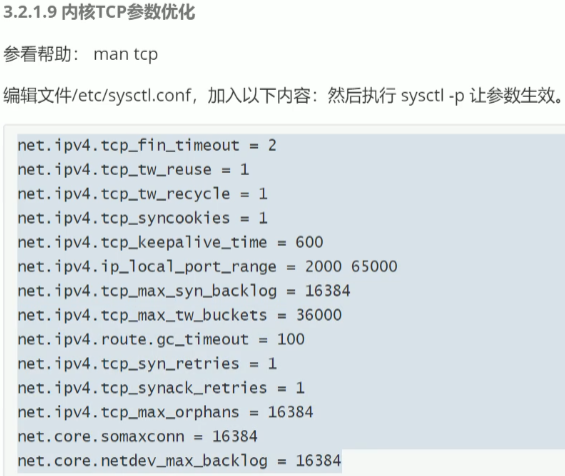 3.2.1.9 内核TCP参数优化
参看帮助： man tcp
编辑文件/etc/sysctl.conf，加入以下内容：然后执行 sysctl -p 让参数生效。
net.ipv4.tcp_fin_timeout = 2
net.ipv4.tcp_tw_reuse = 1
net.ipv4.tcp_tw_recycle = 1
net.ipv4.tcp_syncookies = 1
net.ipv4.tcp_keepalive_time = 600
net.ipv4.ip_local_port_range = 2000 65000
net.ipv4.tcp_max_syn_backlog = 16384
net.ipv4.tcp_max_tw_buckets = 36000
net.ipv4.route.gc_timeout = 100
net.ipv4.tcp_syn_retries = 1
net.ipv4.tcp_synack_retries = 1
net.ipv4.tcp_max_orphans = 16384
net.core.somaxconn = 16384
net.core.netdev_max_backlog = 16384